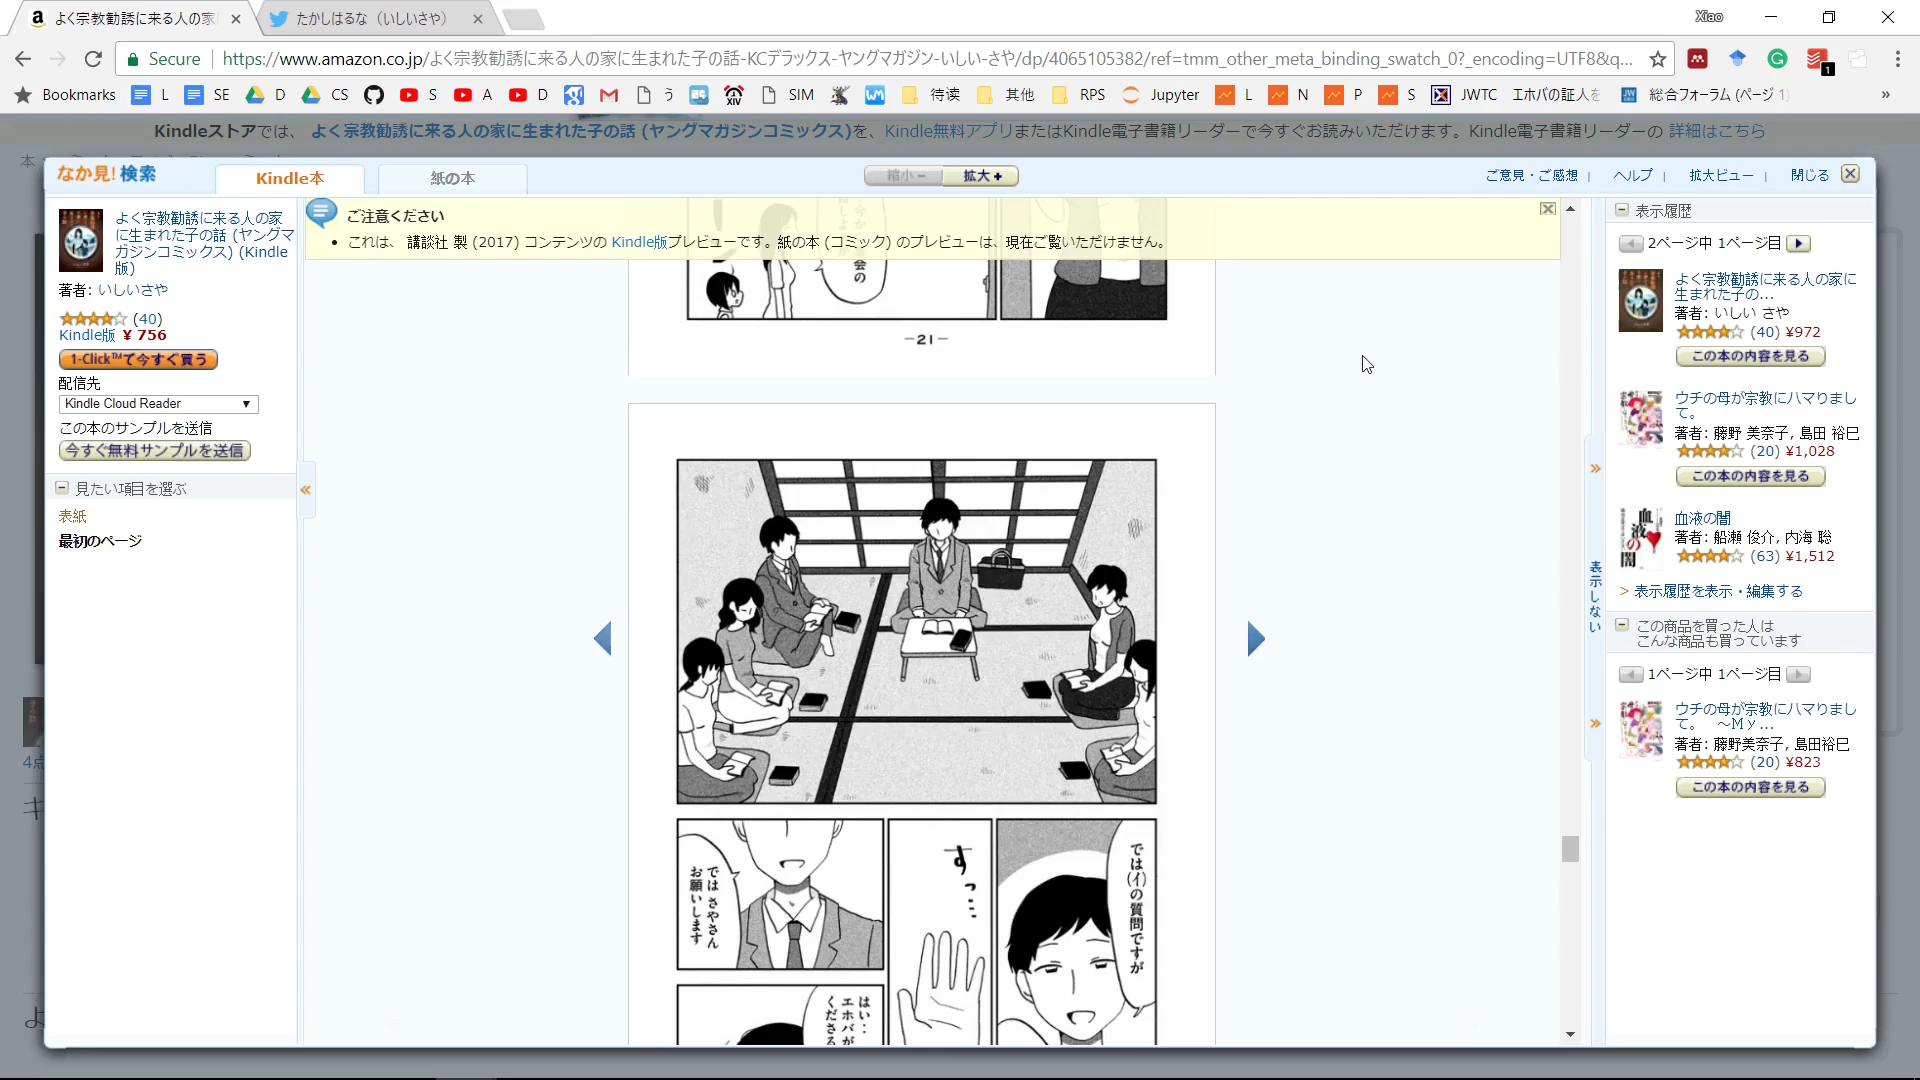 よく宗教勧誘に来る人の家に
たかしはるな（いしいさや）
Xiao
Secure
https://www.amazon.co.jp/よく宗教勧誘に来る人の家に生まれた子の話-KCデラックス-ヤングマガジン-いしい-さや/dp/4065105382/ref=tmm_other_meta_binding_swatch_0?_encoding=UTF8&q...
1
Bookmarks L SE D CS S A D う SIM 待读 其他 RPS Jupyter L N P S JWTC エホバの証人を 総合フォーラム (ページ 1) »
Kindleストアでは、 よく宗教勧誘に来る人の家に生まれた子の話 (ヤングマガジンコミックス)を、Kindle無料アプリまたはKindle電子書籍リーダーで今すぐお読みいただけます。Kindle電子書籍リーダーの 詳細はこちら
本
なか見!検索
Kindle本
紙の本
縮小 −
拡大 +
ご意見・ご感想 |
ヘルプ |
拡大ビュー |
閉じる
よく宗教勧誘に来る人の家
に生まれた子の話 (ヤングマ
ガジンコミックス) (Kindle
版)
著者: いしいさや
(40)
Kindle版 ¥ 756
1-Click™で今すぐ買う
配信先
Kindle Cloud Reader
この本のサンプルを送信
今すぐ無料サンプルを送信
見たい項目を選ぶ
表紙
最初のページ
«
ご注意ください
• これは、 講談社 製 (2017) コンテンツの Kindle版プレビューです。紙の本 (コミック) のプレビューは、現在ご覧いただけません。
会の
−21−
では(イ)の質問ですが
すっ…
では さやさん
お願いします
はい‥
エホバが
くださる
»
表示しない
»
表示履歴
2ページ中 1ページ目
よく宗教勧誘に来る人の家に
生まれた子の...
著者: いしい さや
(40) ¥972
この本の内容を見る
ウチの母が宗教にハマりまし
て。
著者: 藤野 美奈子, 島田 裕巳
(20) ¥1,028
この本の内容を見る
血液の闇
血液の闇
著者: 船瀬 俊介, 内海 聡
(63) ¥1,512
> 表示履歴を表示・編集する
この商品を買った人は
こんな商品も買っています
1ページ中 1ページ目
ウチの母が宗教にハマりまし
て。 ～Ｍｙ...
著者: 藤野美奈子, 島田裕巳
(20) ¥823
この本の内容を見る
4点
キ
よ